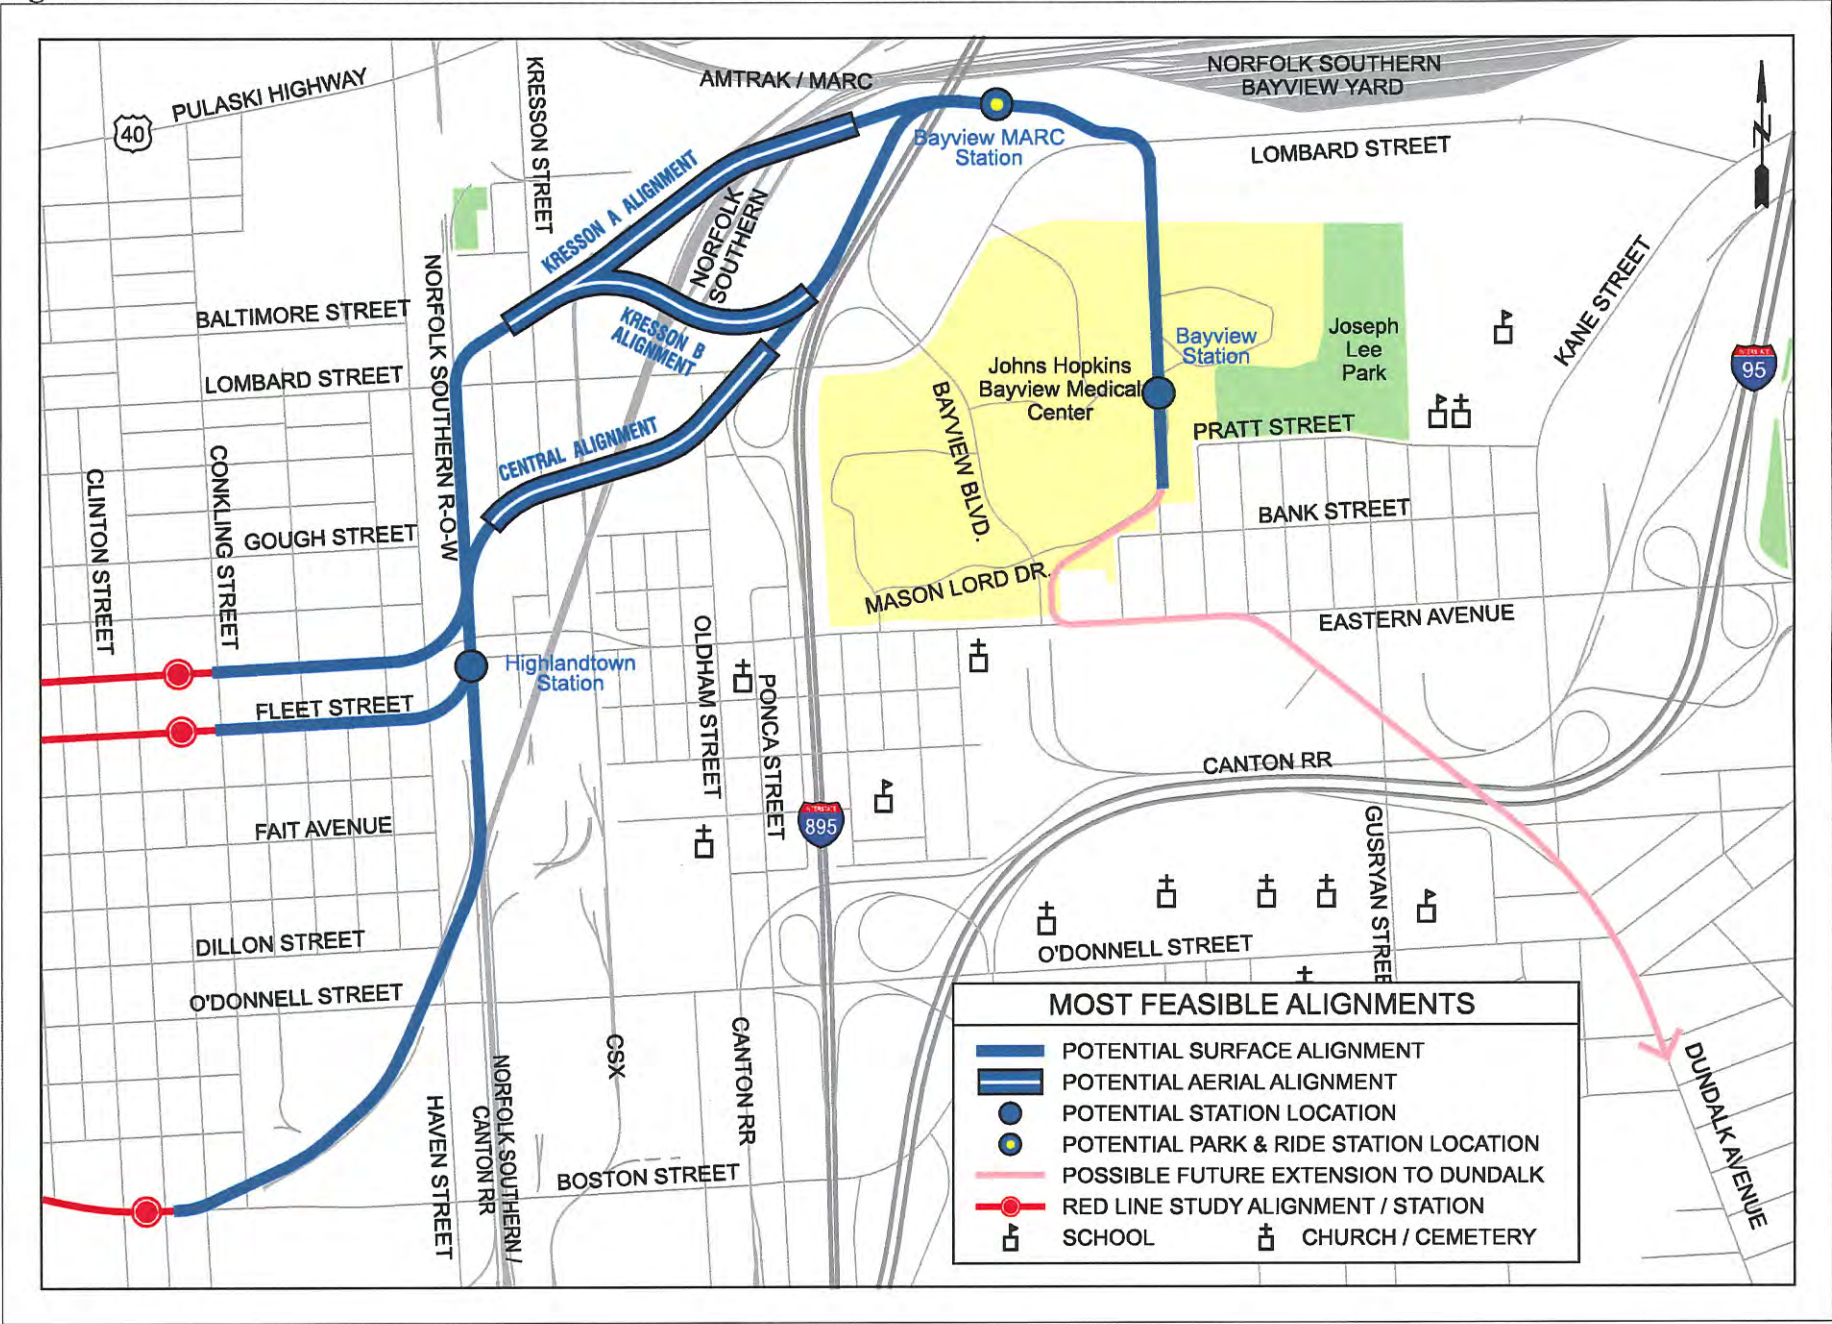 PULASKI HIGHWAY
40
KRESSON STREET
AMTRAK / MARC
NORFOLK SOUTHERN
BAYVIEW YARD
N
Bayview MARC
Station
LOMBARD STREET
KRESSON A ALIGNMENT
NORFOLK
SOUTHERN
NORFOLK SOUTHERN R-O-W
BALTIMORE STREET
KRESSON B
ALIGNMENT
LOMBARD STREET
Bayview
Station
Joseph
Lee
Park
KANE STREET
95
Johns Hopkins
Bayview Medical
Center
BAYVIEW BLVD.
PRATT STREET
CENTRAL ALIGNMENT
CLINTON STREET
CONKLING STREET
GOUGH STREET
BANK STREET
MASON LORD DR.
EASTERN AVENUE
Highlandtown
Station
OLDHAM STREET
PONCA STREET
FLEET STREET
CANTON RR
895
FAIT AVENUE
GUSRYAN STREE
DILLON STREET
O'DONNELL STREET
O'DONNELL STREET
HAVEN STREET
NORFOLK SOUTHERN /
CANTON RR
CSX
CANTON RR
BOSTON STREET
DUNDALK AVENUE
MOST FEASIBLE ALIGNMENTS
POTENTIAL SURFACE ALIGNMENT
POTENTIAL AERIAL ALIGNMENT
POTENTIAL STATION LOCATION
POTENTIAL PARK & RIDE STATION LOCATION
POSSIBLE FUTURE EXTENSION TO DUNDALK
RED LINE STUDY ALIGNMENT / STATION
SCHOOL CHURCH / CEMETERY